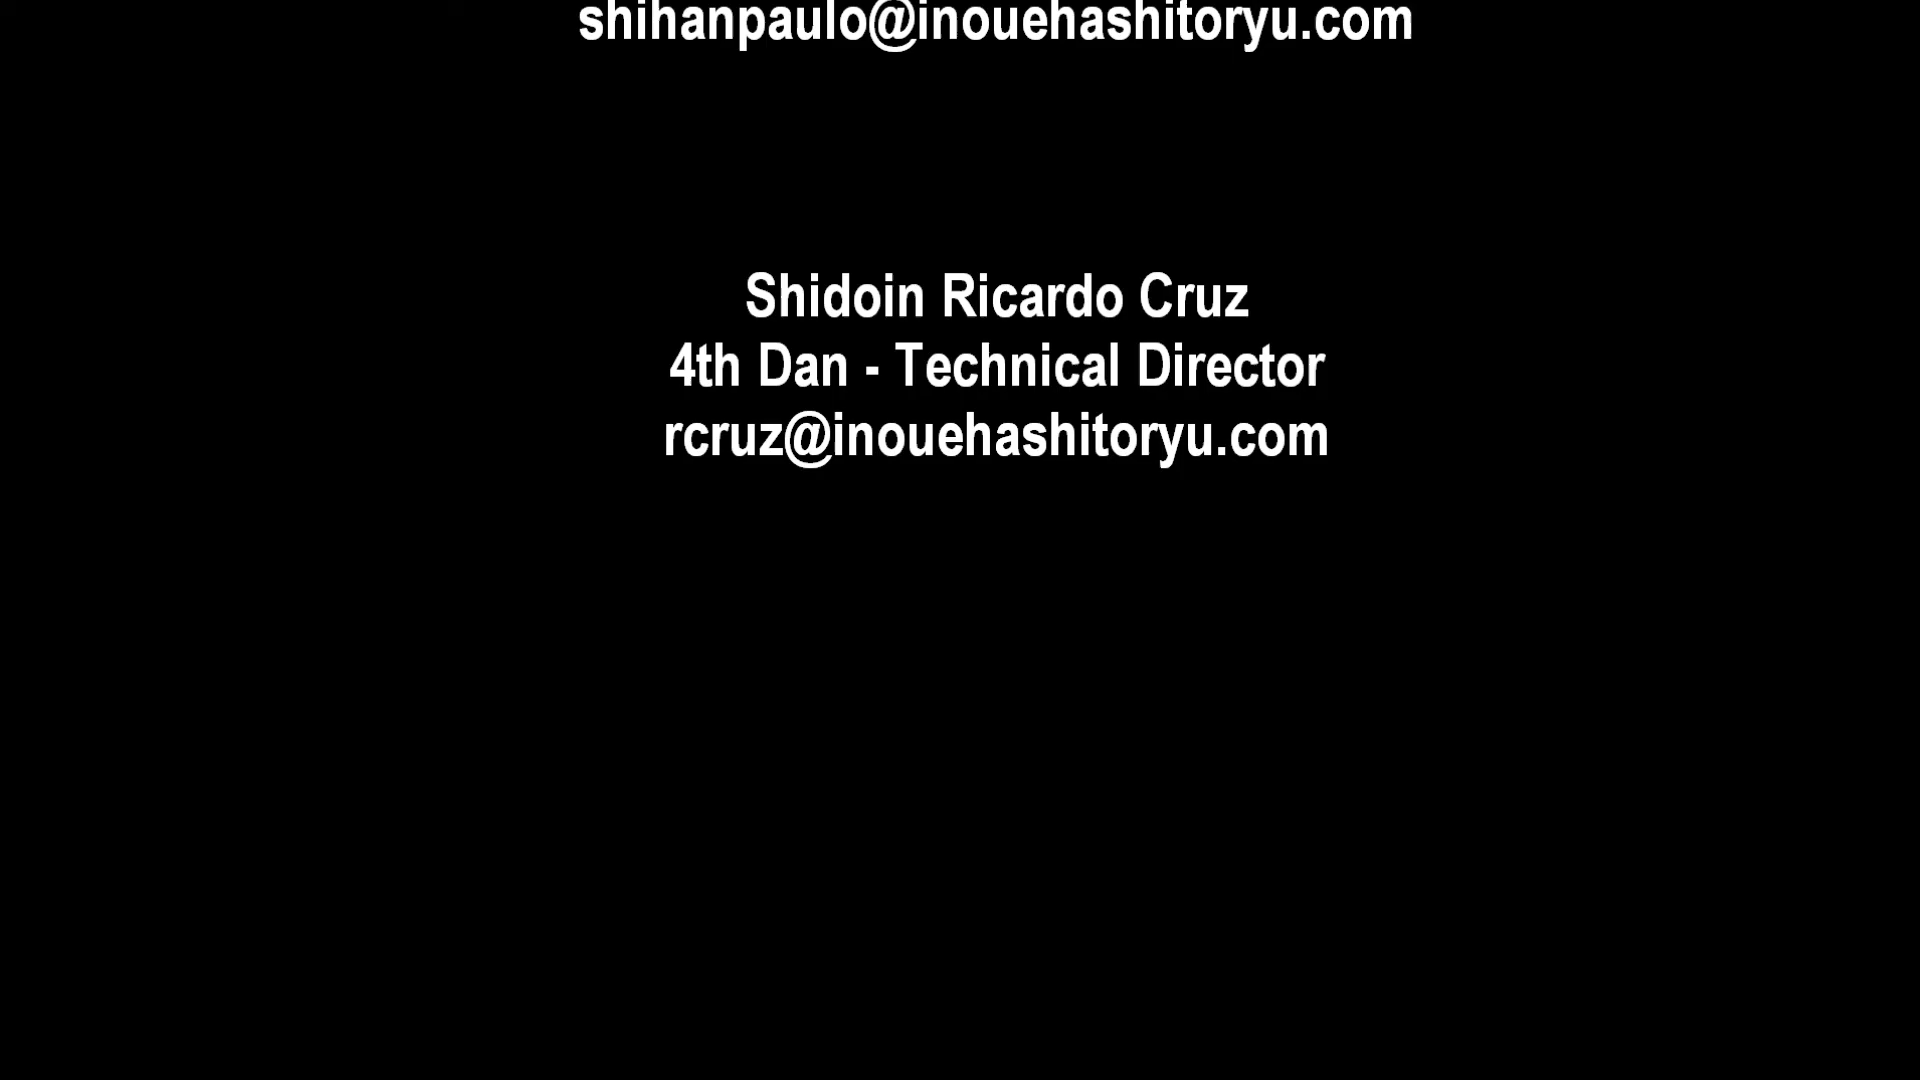 shihanpaulo@inouehashitoryu.com
Shidoin Ricardo Cruz
4th Dan - Technical Director
rcruz@inouehashitoryu.com